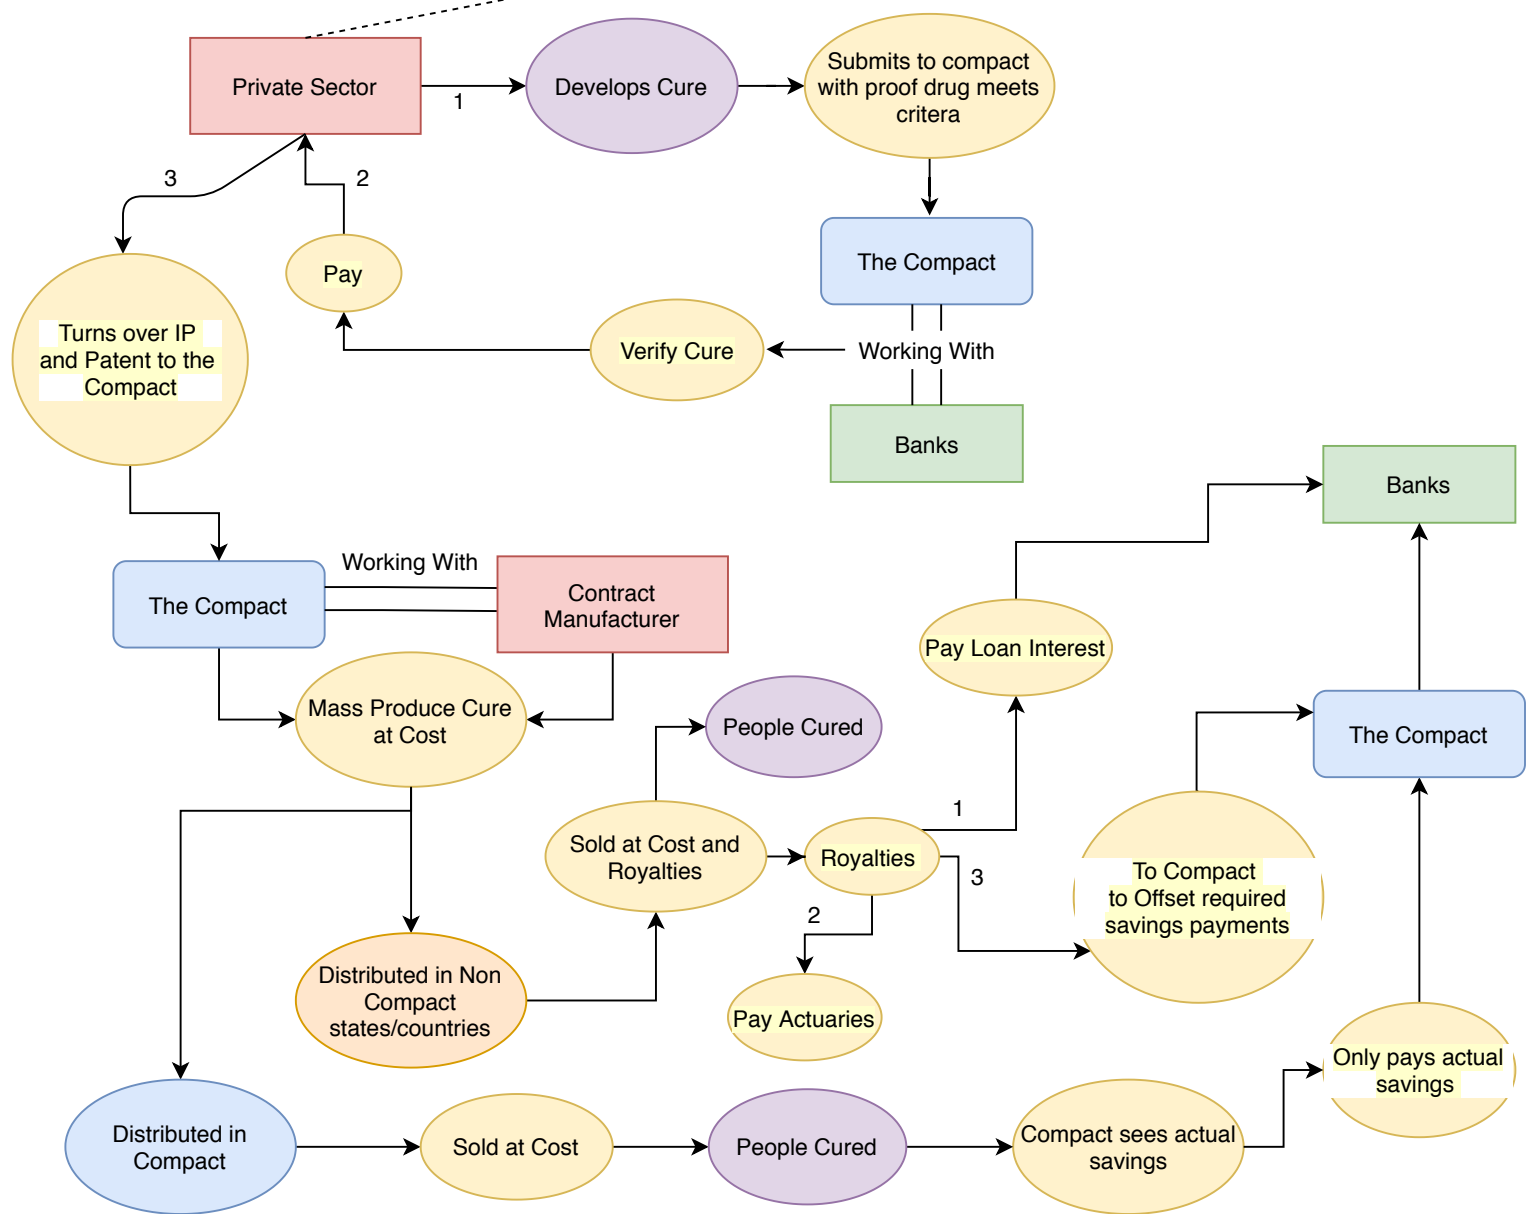 Private Sector
1
Develops Cure
Submits to compact
with proof drug meets
critera
3
2
The Compact
Pay
Turns over IP
and Patent to the
Compact
Verify Cure
Working With
Banks
Banks
Working With
The Compact
Contract
Manufacturer
Pay Loan Interest
Mass Produce Cure
at Cost
People Cured
The Compact
1
Sold at Cost and
Royalties
Royalties
3
To Compact
to Offset required
savings payments
2
Distributed in Non
Compact
states/countries
Pay Actuaries
Only pays actual
savings
Distributed in
Compact
Sold at Cost
People Cured
Compact sees actual
savings